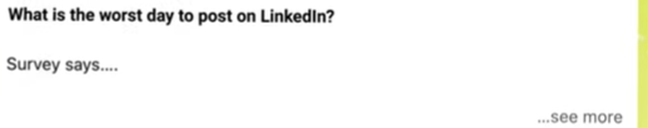 What is the worst day to post on LinkedIn?
Survey says....
...see more